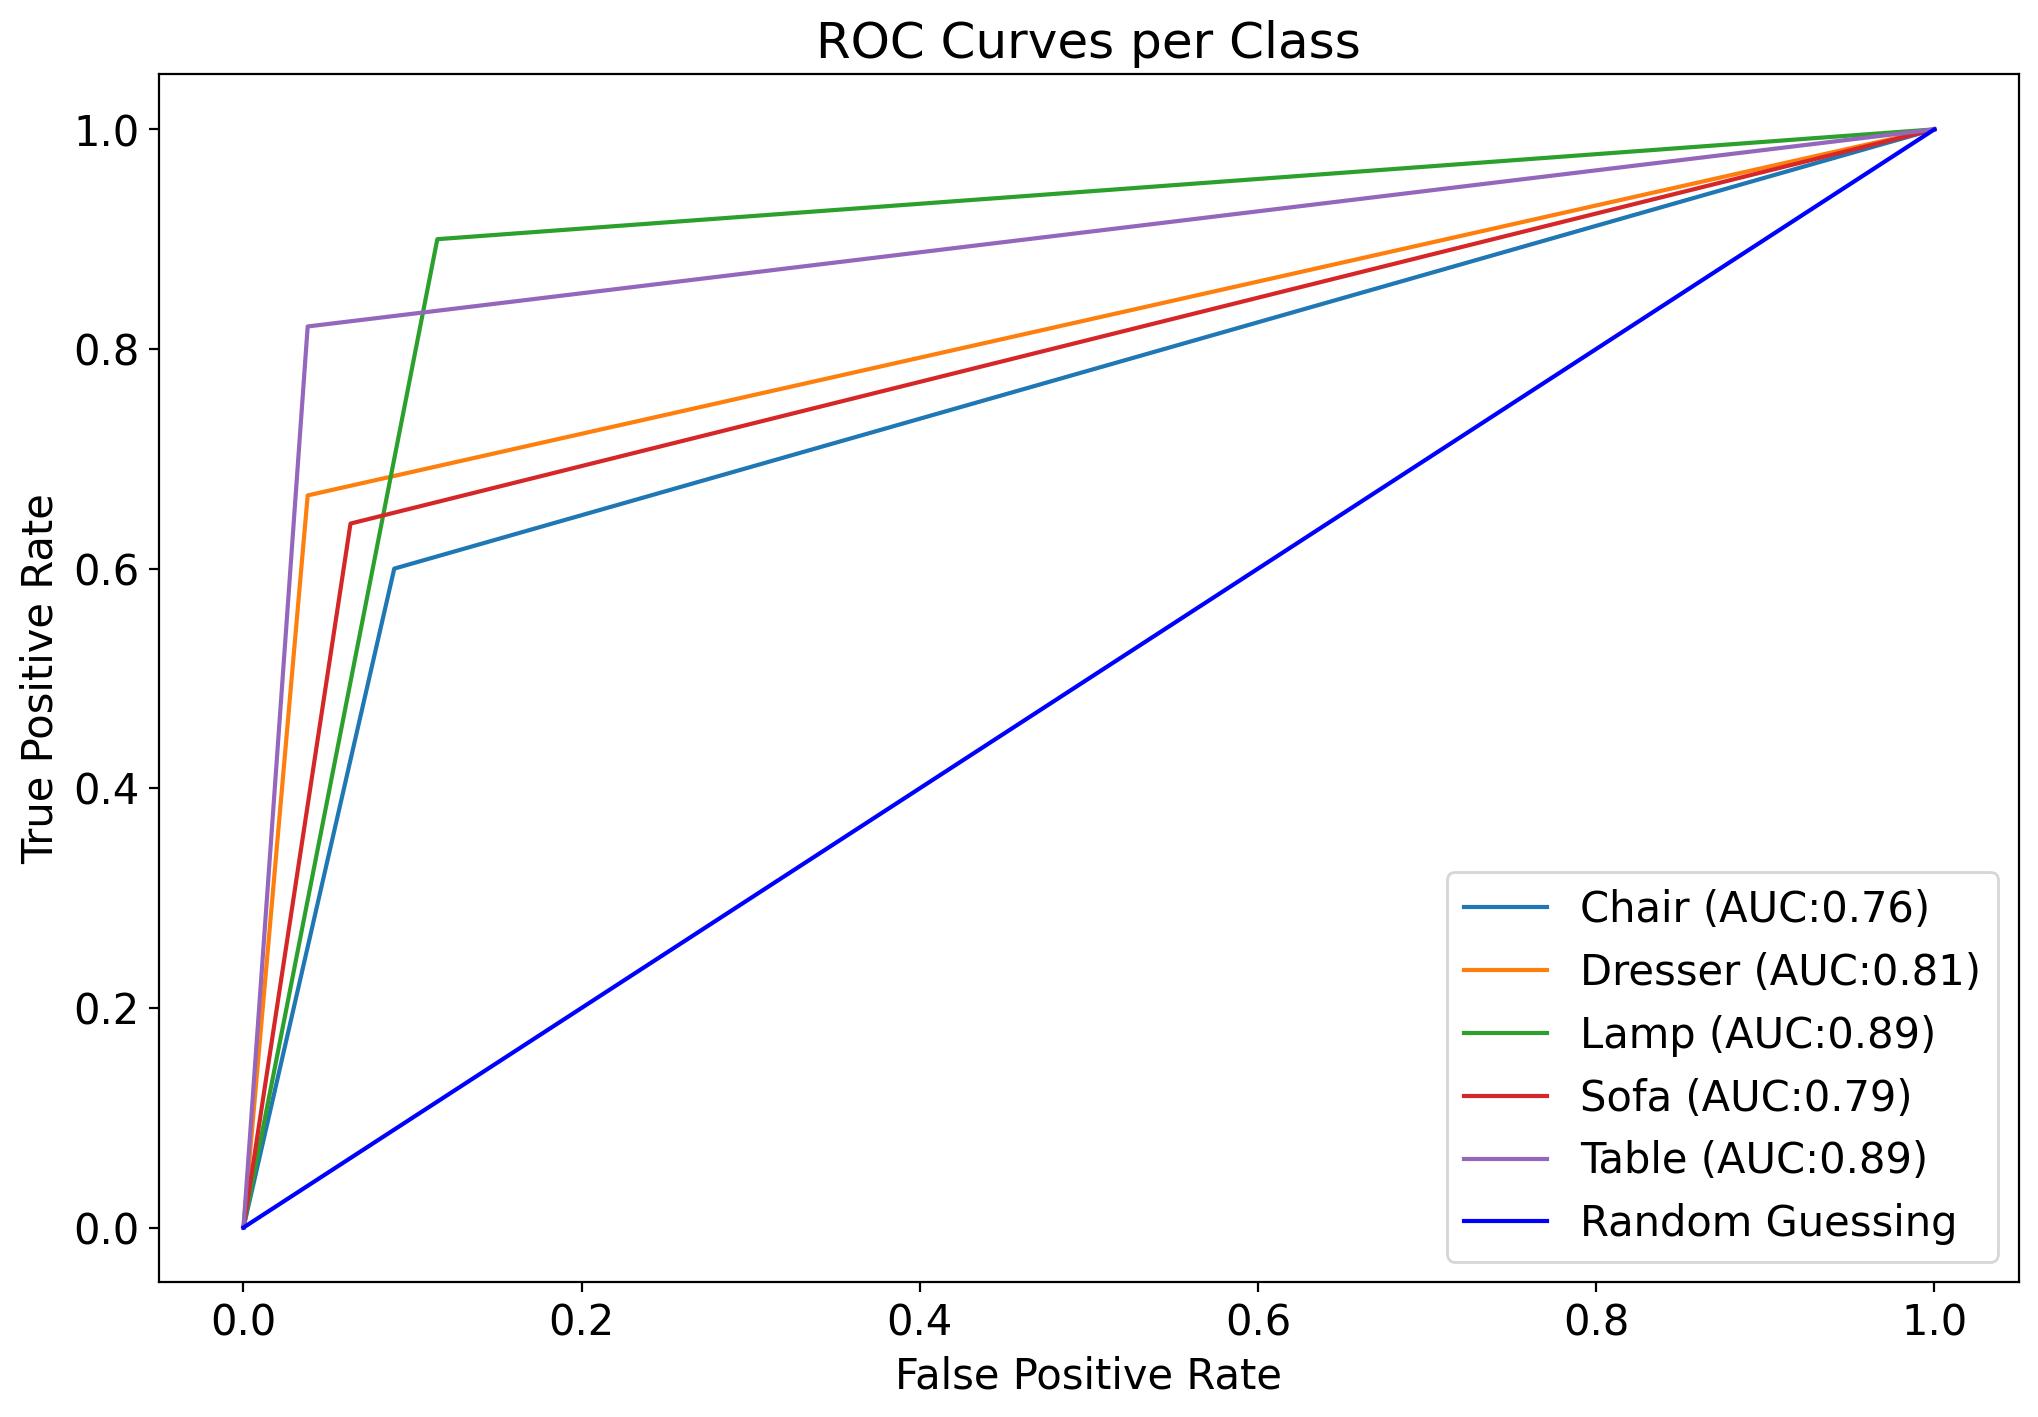 ROC Curves per Class
True Positive Rate
1.0
0.8
0.6
0.4
0.2
0.0
Chair (AUC:0.76)
Dresser (AUC:0.81)
Lamp (AUC:0.89)
Sofa (AUC:0.79)
Table (AUC:0.89)
Random Guessing
0.0 0.2 0.4 0.6 0.8 1.0
False Positive Rate